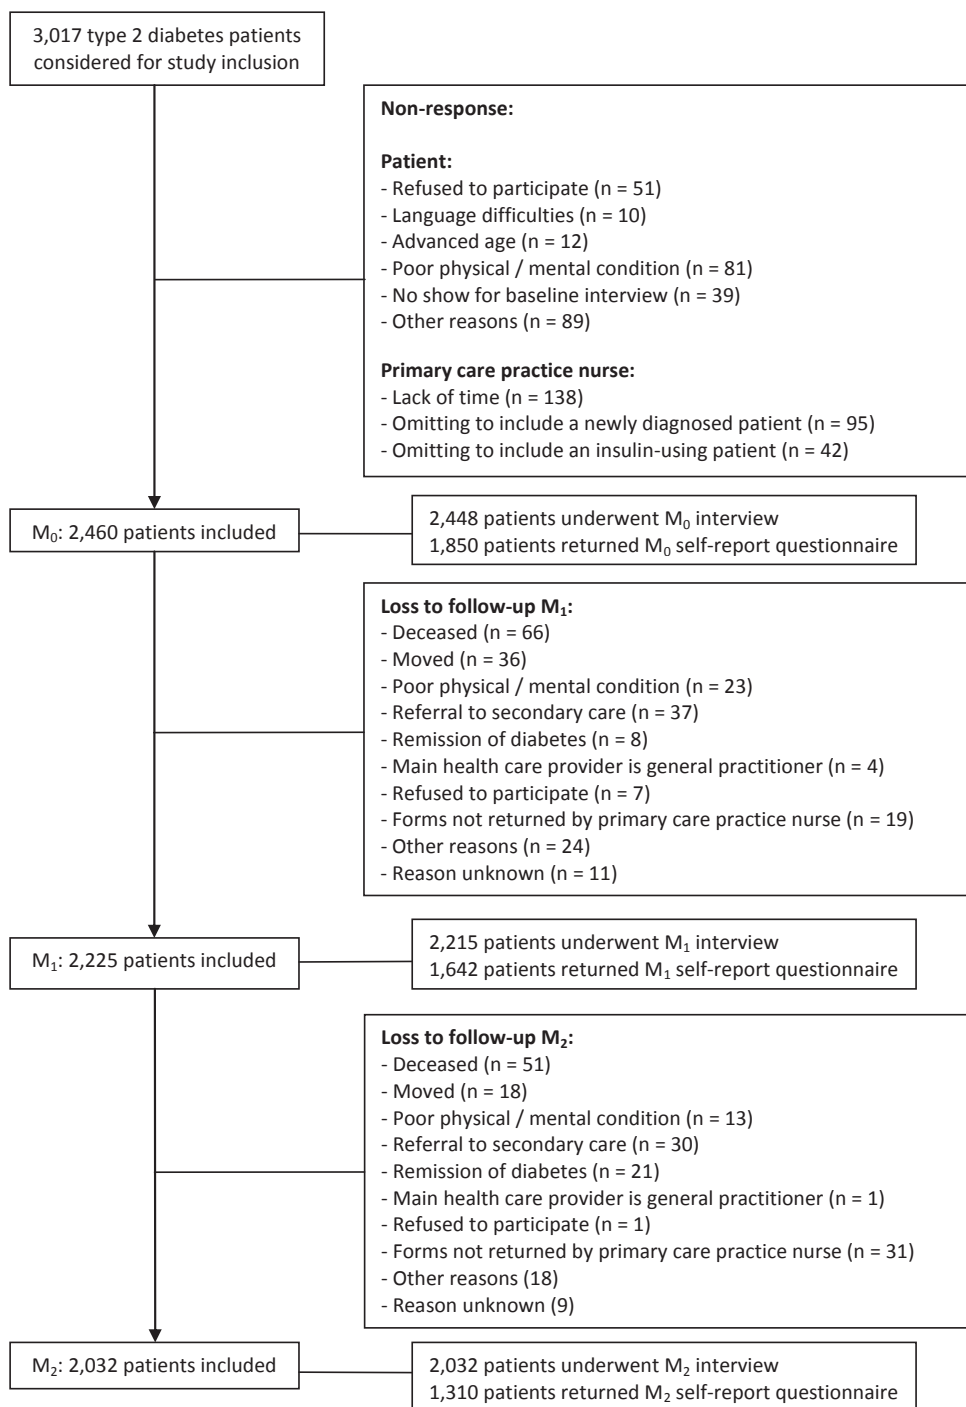 3,017 type 2 diabetes patients
considered for study inclusion
Non-response:
Patient:
- Refused to participate (n = 51)
- Language difficulties (n = 10)
- Advanced age (n = 12)
- Poor physical / mental condition (n = 81)
- No show for baseline interview (n = 39)
- Other reasons (n = 89)
Primary care practice nurse:
- Lack of time (n = 138)
- Omitting to include a newly diagnosed patient (n = 95)
- Omitting to include an insulin-using patient (n = 42)
M₀: 2,460 patients included
2,448 patients underwent M₀ interview
1,850 patients returned M₀ self-report questionnaire
Loss to follow-up M₁:
- Deceased (n = 66)
- Moved (n = 36)
- Poor physical / mental condition (n = 23)
- Referral to secondary care (n = 37)
- Remission of diabetes (n = 8)
- Main health care provider is general practitioner (n = 4)
- Refused to participate (n = 7)
- Forms not returned by primary care practice nurse (n = 19)
- Other reasons (n = 24)
- Reason unknown (n = 11)
M₁: 2,225 patients included
2,215 patients underwent M₁ interview
1,642 patients returned M₁ self-report questionnaire
Loss to follow-up M₂:
- Deceased (n = 51)
- Moved (n = 18)
- Poor physical / mental condition (n = 13)
- Referral to secondary care (n = 30)
- Remission of diabetes (n = 21)
- Main health care provider is general practitioner (n = 1)
- Refused to participate (n = 1)
- Forms not returned by primary care practice nurse (n = 31)
- Other reasons (18)
- Reason unknown (9)
M₂: 2,032 patients included
2,032 patients underwent M₂ interview
1,310 patients returned M₂ self-report questionnaire